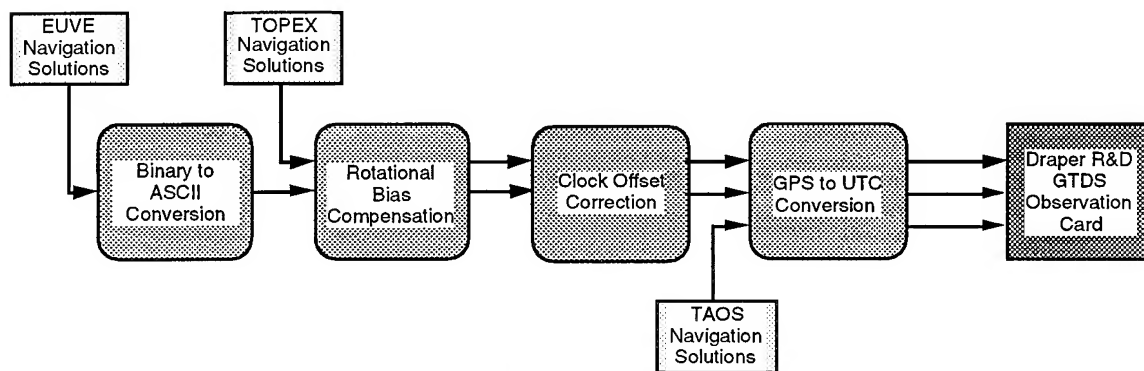 EUVE
Navigation
Solutions
TOPEX
Navigation
Solutions
Binary to
ASCII
Conversion
Rotational
Bias
Compensation
Clock Offset
Correction
GPS to UTC
Conversion
Draper R&D
GTDS
Observation
Card
TAOS
Navigation
Solutions